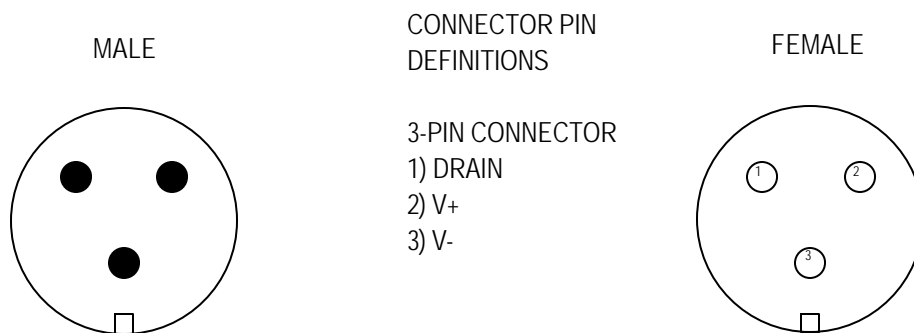 MALE
CONNECTOR PIN
DEFINITIONS
3-PIN CONNECTOR
1) DRAIN
2) V+
3) V-
FEMALE
1
2
3